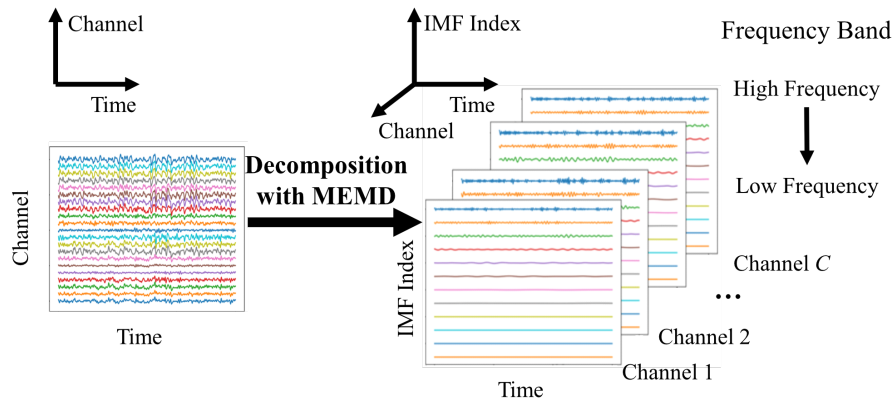 Channel
Time
IMF Index
Time
Channel
Frequency Band
High Frequency
Low Frequency
Channel
Time
Decomposition
with MEMD
IMF Index
Time
Channel 1
Channel 2
...
Channel C